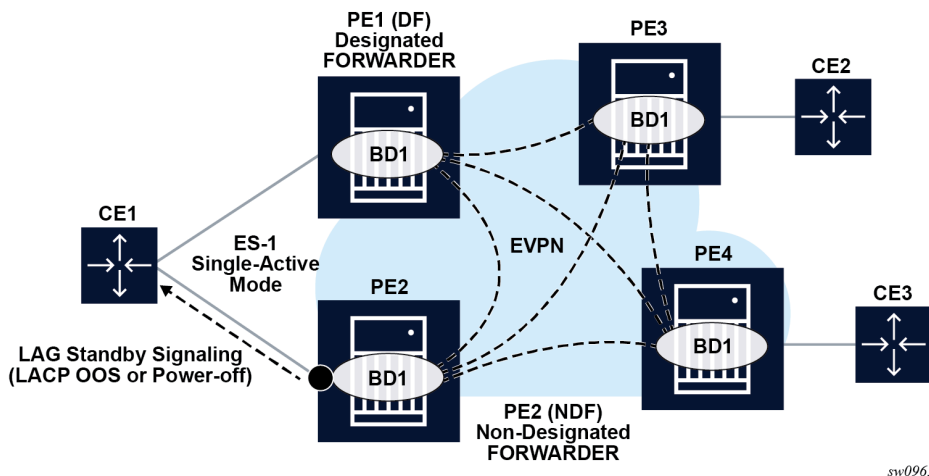 PE1 (DF)
Designated
FORWARDER
PE3
CE2
BD1
BD1
CE1
ES-1
Single-Active
Mode
EVPN
PE2
PE4
CE3
LAG Standby Signaling
(LACP OOS or Power-off)
BD1
BD1
PE2 (NDF)
Non-Designated
FORWARDER
sw096.